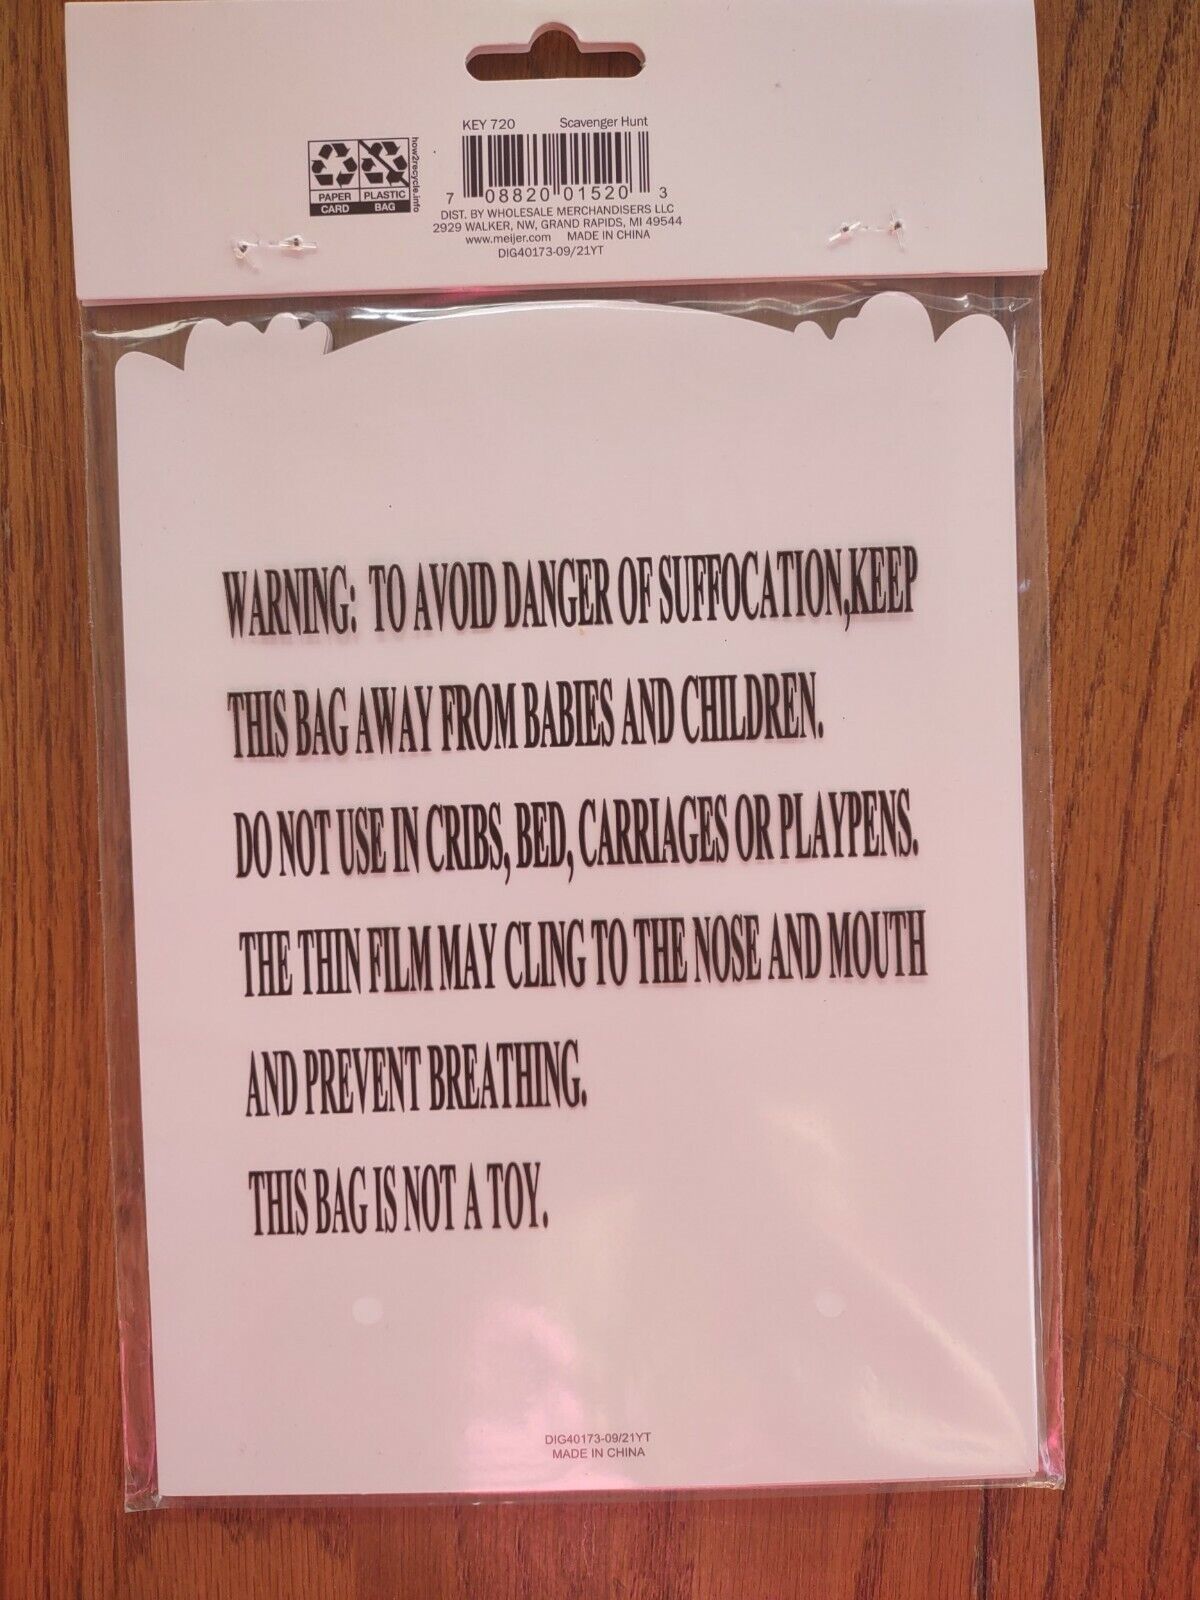 KEY 720 Scavenger Hunt
how2recycle.info
PAPER PLASTIC
CARD BAG
7 08820 01520 3
DIST. BY WHOLESALE MERCHANDISERS LLC
2929 WALKER, NW, GRAND RAPIDS, MI 49544
www.meijer.com MADE IN CHINA
DIG40173-09/21YT
WARNING: TO AVOID DANGER OF SUFFOCATION,KEEP
THIS BAG AWAY FROM BABIES AND CHILDREN.
DO NOT USE IN CRIBS, BED, CARRIAGES OR PLAYPENS.
THE THIN FILM MAY CLING TO THE NOSE AND MOUTH
AND PREVENT BREATHING.
THIS BAG IS NOT A TOY.
DIG40173-09/21YT
MADE IN CHINA